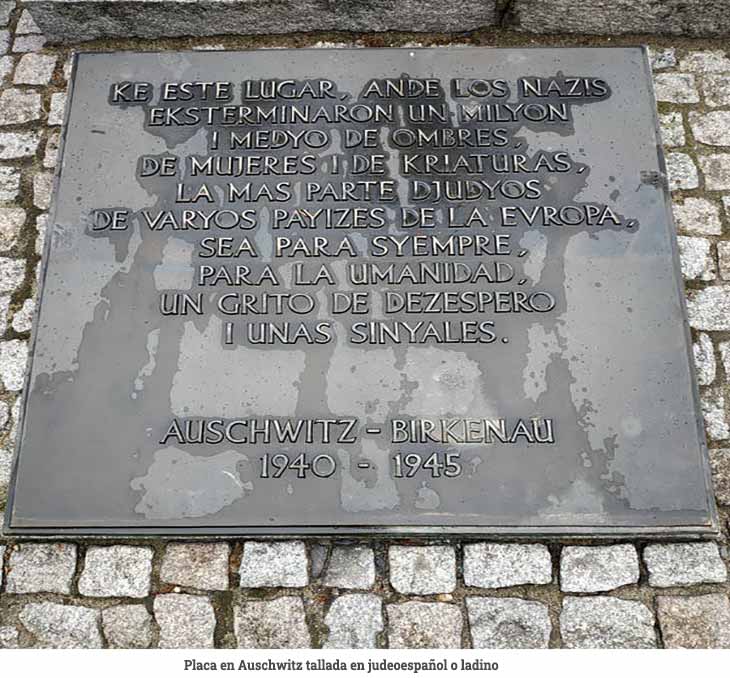 KE ESTE LUGAR, ANDE LOS NAZIS
EKSTERMINARON UN MILYON
I MEDYO DE OMBRES,
DE MUJERES I DE KRIATURAS,
LA MAS PARTE DJUDYOS
DE VARYOS PAYIZES DE LA EVROPA,
SEA PARA SYEMPRE,
PARA LA UMANIDAD,
UN GRITO DE DEZESPERO
I UNAS SINYALES.
AUSCHWITZ - BIRKENAU
1940 - 1945
Placa en Auschwitz tallada en judeoespañol o ladino